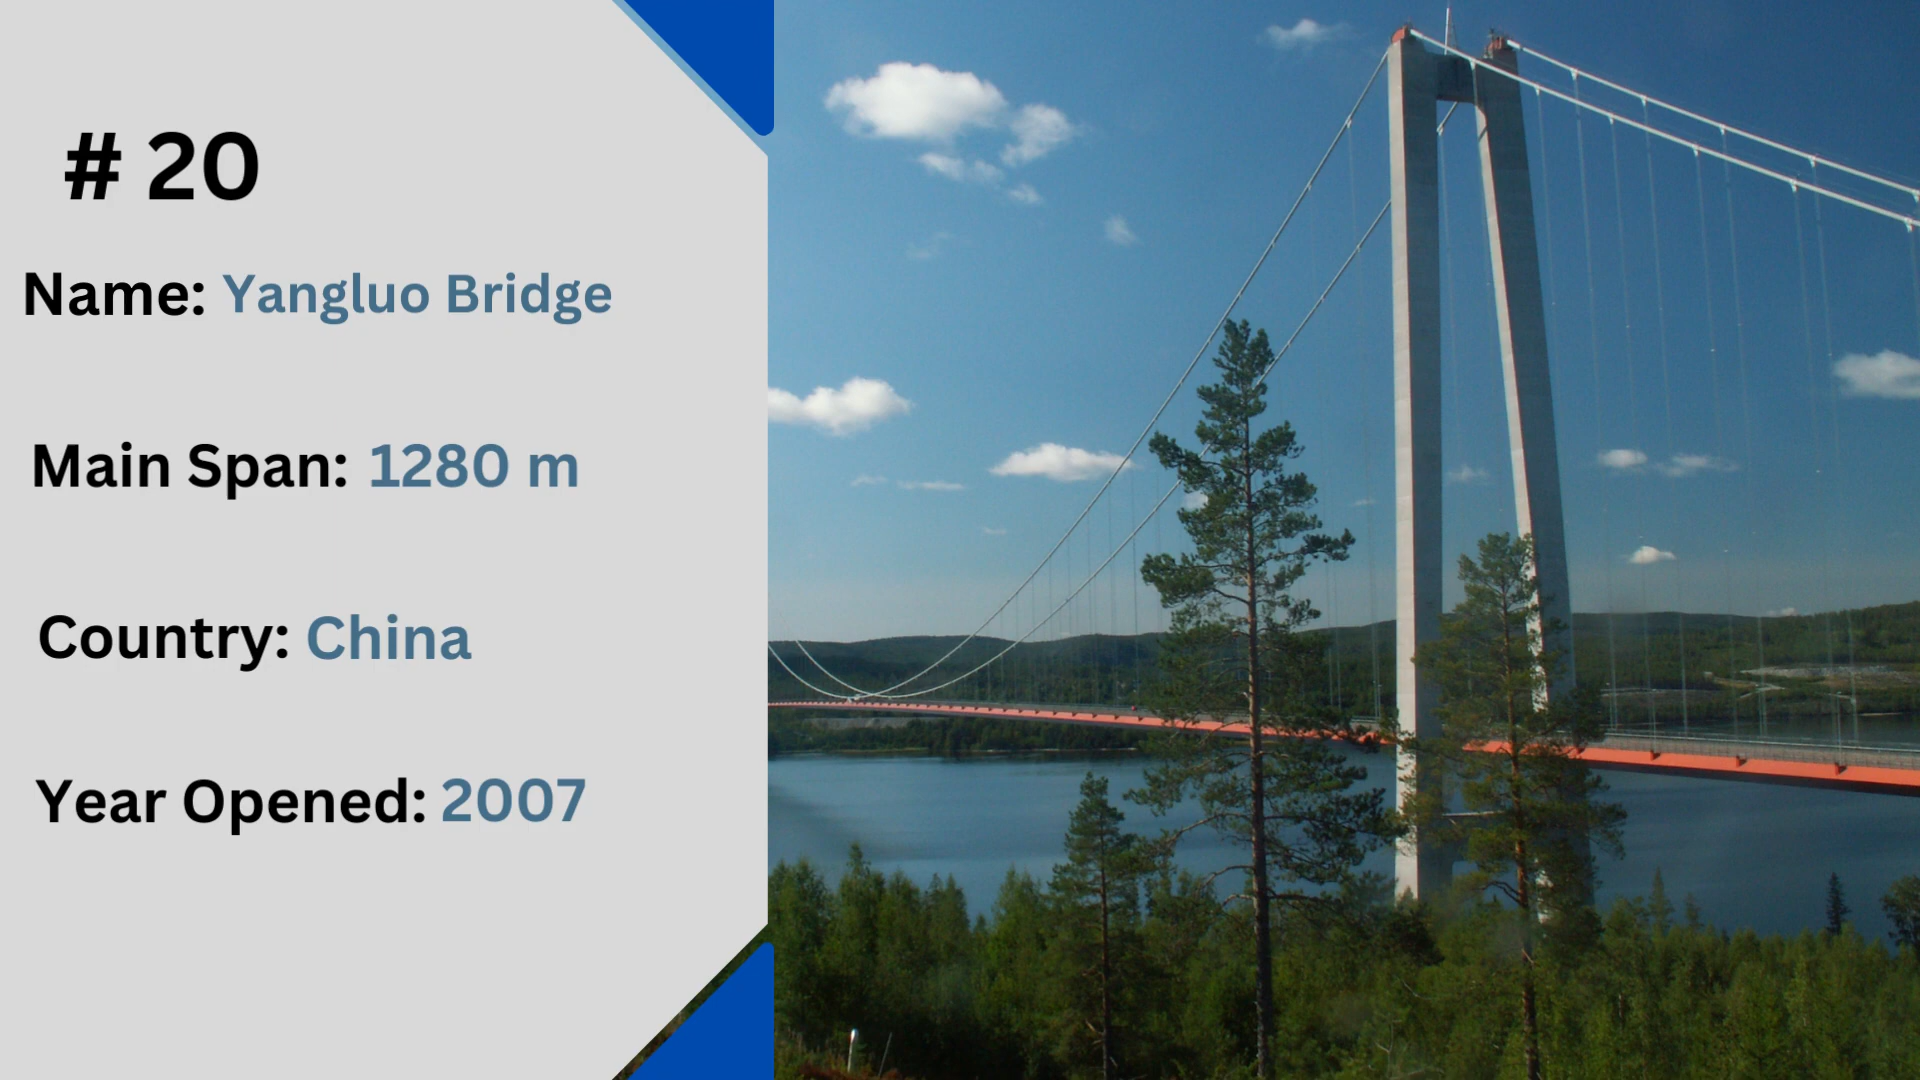 # 20
Name: Yangluo Bridge
Main Span: 1280 m
Country: China
Year Opened: 2007